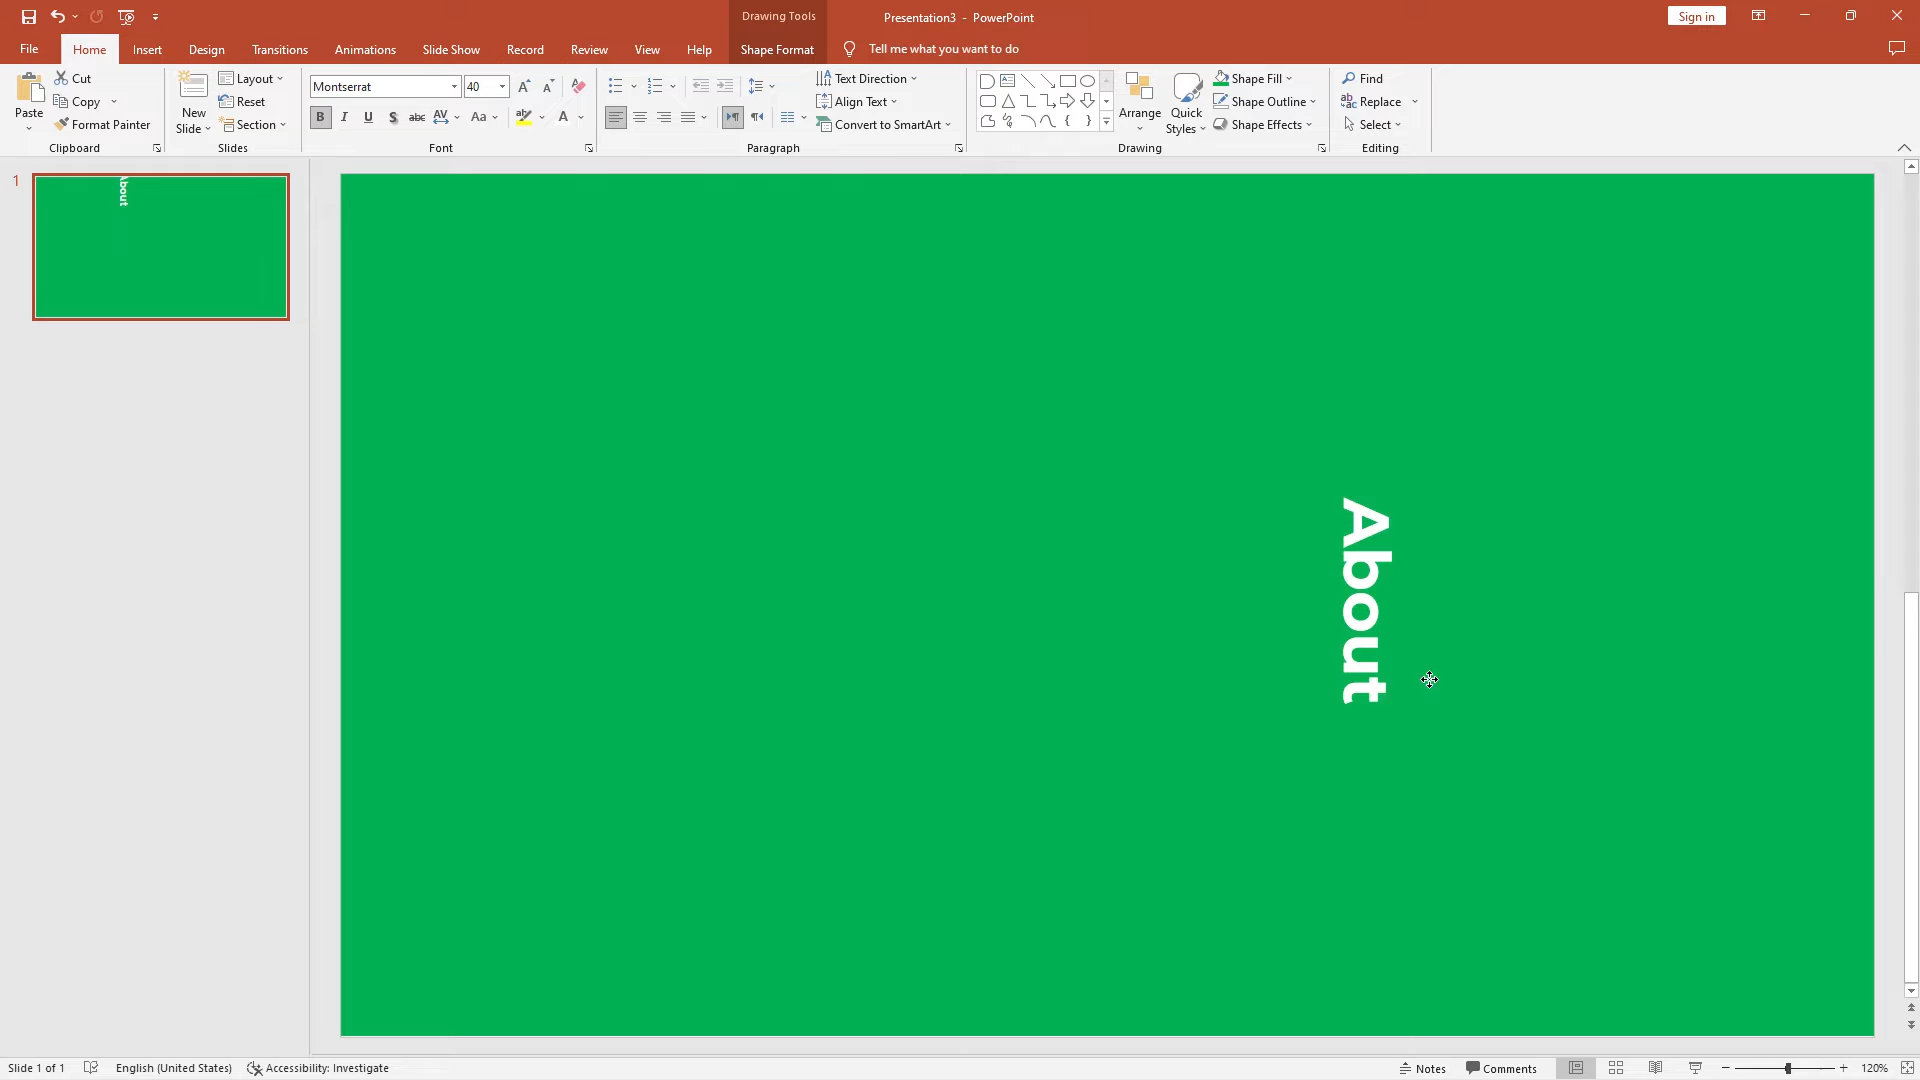 Drawing Tools
Presentation3 - PowerPoint
Sign in
File
Home
Insert
Design
Transitions
Animations
Slide Show
Record
Review
View
Help
Shape Format
Tell me what you want to do
Paste
Cut
Copy
Format Painter
Clipboard
New Slide
Layout
Reset
Section
Slides
Montserrat
40
B I U S abc AV Aa A
Font
Text Direction
Align Text
Convert to SmartArt
Paragraph
Arrange
Quick Styles
Shape Fill
Shape Outline
Shape Effects
Drawing
Find
Replace
Select
Editing
1
About
About
Slide 1 of 1
English (United States)
Accessibility: Investigate
Notes
Comments
120%